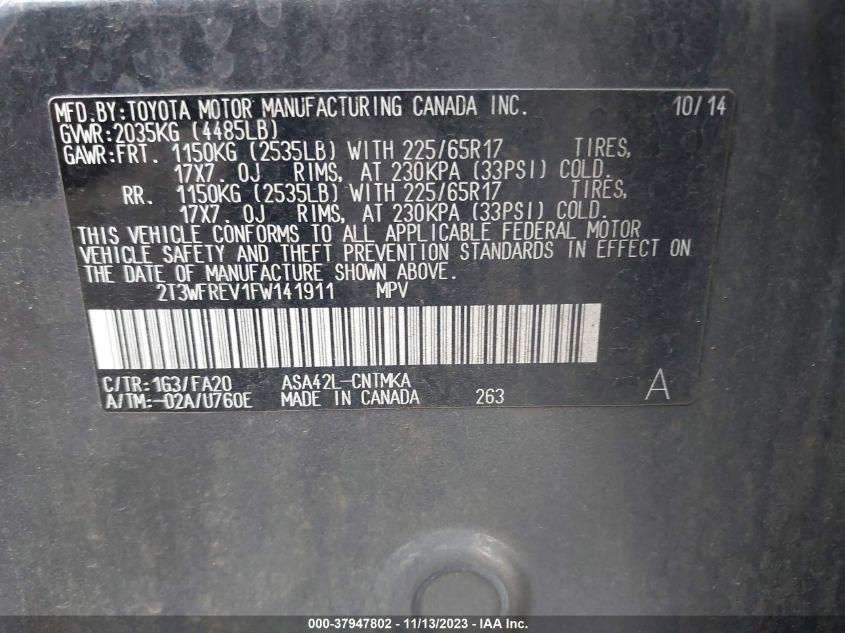 MFD.BY:TOYOTA MOTOR MANUFACTURING CANADA INC. 10/14
GVWR:2035KG (4485LB)
GAWR:FRT. 1150KG (2535LB) WITH 225/65R17 TIRES,
17X7.0J RIMS, AT 230KPA (33PSI) COLD.
RR. 1150KG (2535LB) WITH 225/65R17 TIRES,
17X7.0J RIMS, AT 230KPA (33PSI) COLD.
THIS VEHICLE CONFORMS TO ALL APPLICABLE FEDERAL MOTOR
VEHICLE SAFETY AND THEFT PREVENTION STANDARDS IN EFFECT ON
THE DATE OF MANUFACTURE SHOWN ABOVE.
2T3WFREV1FW141911 MPV
C/TR:1G3/FA20 ASA42L-CNTMKA
A/TM:-02A/U760E MADE IN CANADA 263 A
000-37947802 - 11/13/2023 - IAAI.com